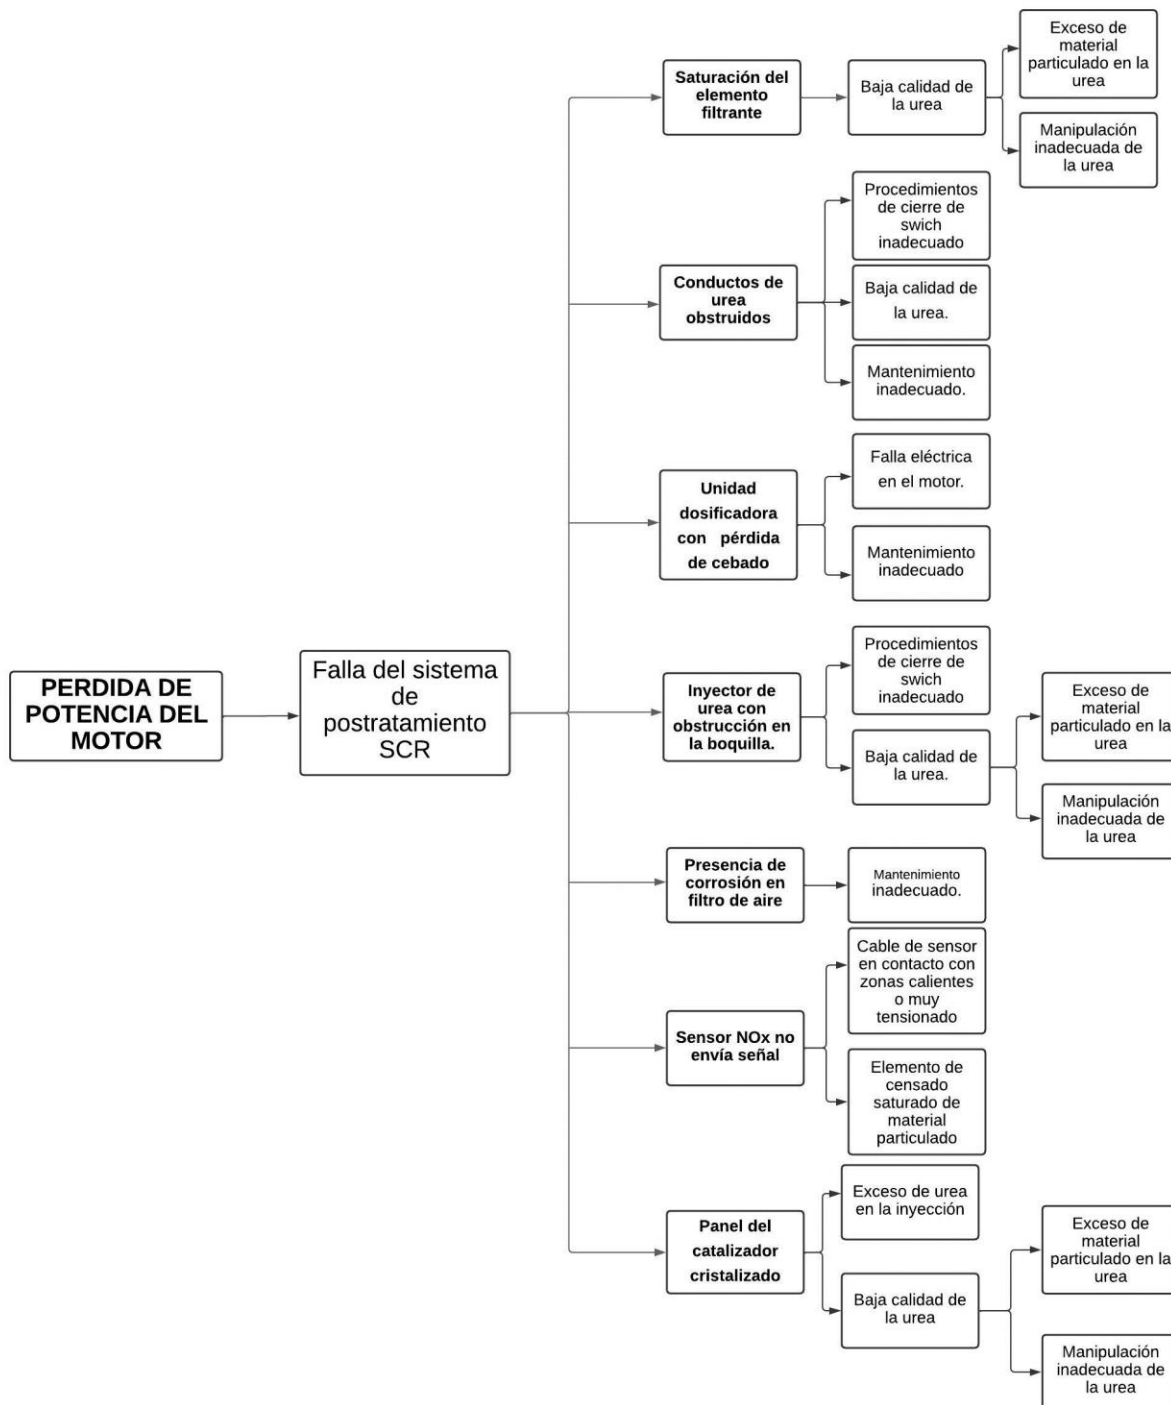 Exceso de
material
particulado en la
urea
Saturación del
elemento
filtrante
Baja calidad de
la urea
Manipulación
inadecuada de
la urea
Procedimientos
de cierre de
swich
inadecuado
Conductos de
urea
obstruidos
Baja calidad de
la urea.
Mantenimiento
inadecuado.
Falla eléctrica
en el motor.
Unidad
dosificadora
con pérdida
de cebado
Mantenimiento
inadecuado
PERDIDA DE
POTENCIA DEL
MOTOR
Falla del sistema
de
postratamiento
SCR
Procedimientos
de cierre de
swich
inadecuado
Inyector de
urea con
obstrucción en
la boquilla.
Baja calidad de
la urea.
Exceso de
material
particulado en la
urea
Manipulación
inadecuada de
la urea
Presencia de
corrosión en
filtro de aire
Mantenimiento
inadecuado.
Cable de sensor
en contacto con
zonas calientes
o muy
tensionado
Sensor NOx no
envía señal
Elemento de
censado
saturado de
material
particulado
Exceso de urea
en la inyección
Panel del
catalizador
cristalizado
Baja calidad de
la urea
Exceso de
material
particulado en la
urea
Manipulación
inadecuada de
la urea